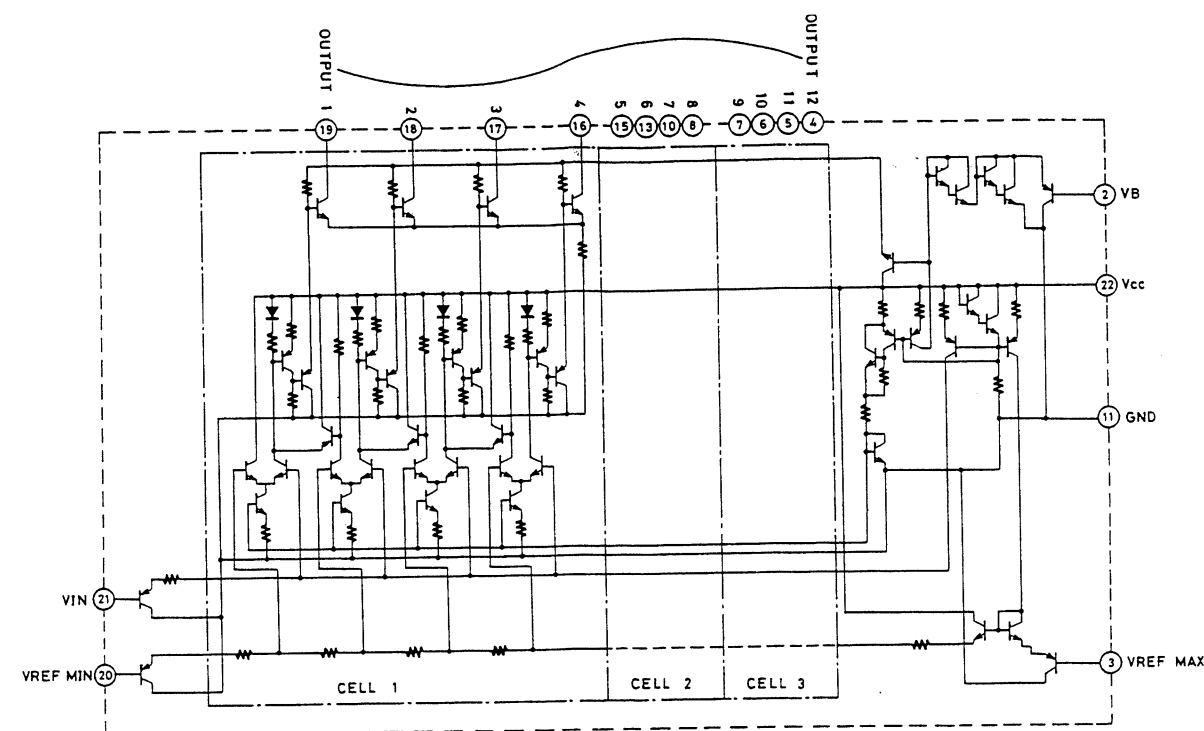 OUTPUT 1 2 3 4 5 6 7 8 9 10 11 OUTPUT 12
19 18 17 16 15 13 10 8 7 6 5 4
2 VB
22 Vcc
11 GND
VIN 21
VREF MIN 20
3 VREF MAX
CELL 1 CELL 2 CELL 3